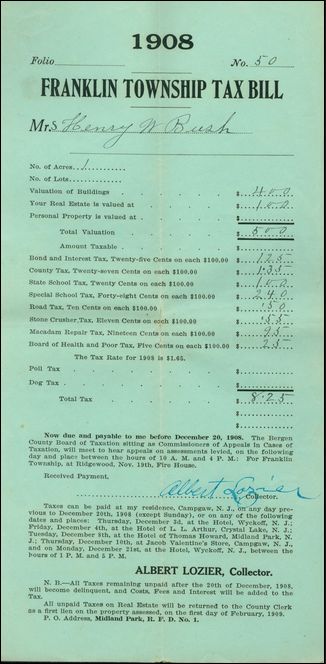 1908
Folio No. 50
FRANKLIN TOWNSHIP TAX BILL
Mrs Henry W Bush
No. of Acres 1
No. of Lots
Valuation of Buildings - $ 400
Your Real Estate is valued at - $ 100
Personal Property is valued at - $
Total Valuation $ 500
Amount Taxable - $
Bond and Interest Tax, Twenty-five Cents on each $100.00 $ 1.25
County Tax, Twenty-seven Cents on each $100.00 $ 1.35
State School Tax, Twenty Cents on each $100.00 $ 1.00
Special School Tax, Forty-eight Cents on each $100.00 $ 2.40
Road Tax, Ten Cents on each $100.00 $ .50
Stone Crusher Tax, Eleven Cents on each $100.00 $ .55
Macadam Repair Tax, Nineteen Cents on each $100.00 $ .95
Board of Health and Poor Tax, Five Cents on each $100.00 $ 25
The Tax Rate for 1908 is $1.65.
Poll Tax - $
Dog Tax - $
Total Tax $ 8.25
$
$
Now due and payable to me before December 20, 1908. The Bergen
County Board of Taxation sitting as Commissioners of Appeals in Cases of
Taxation, will meet to hear appeals on assessments levied, on the following
day and place between the hours of 10 A. M. and 4 P. M.: For Franklin
Township, at Ridgewood, Nov. 19th, Fire House.
Received Payment,
Albert Lozier Collector.
Taxes can be paid at my residence, Campgaw, N. J., on any day pre-
vious to December 20th, 1908 (except Sunday), or on any of the following
dates and places: Thursday, December 3d, at the Hotel, Wyckoff, N. J.;
Friday, December 4th, at the Hotel of L. L. Arthur, Crystal Lake, N. J.;
Tuesday, December 8th, at the Hotel of Thomas Howard, Midland Park, N.
J.; Thursday, December 10th, at Jacob Valentine's Store, Campgaw, N. J.,
and on Monday, December 21st, at the Hotel, Wyckoff, N. J., between the
hours of 1 P. M. and 5 P. M.
ALBERT LOZIER, Collector.
N. B.—All Taxes remaining unpaid after the 20th of December, 1908,
will become delinquent, and Costs, Fees and Interest will be added to the
Tax.
All unpaid Taxes on Real Estate will be returned to the County Clerk
as a first lien on the property assessed, on the first day of February, 1909.
P. O. Address, Midland Park, R. F. D. No. 1.